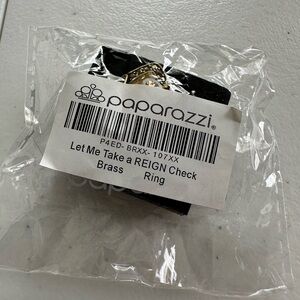 paparazzi®
P4ED-BRXX-107XX
Let Me Take a REIGN Check
Brass Ring